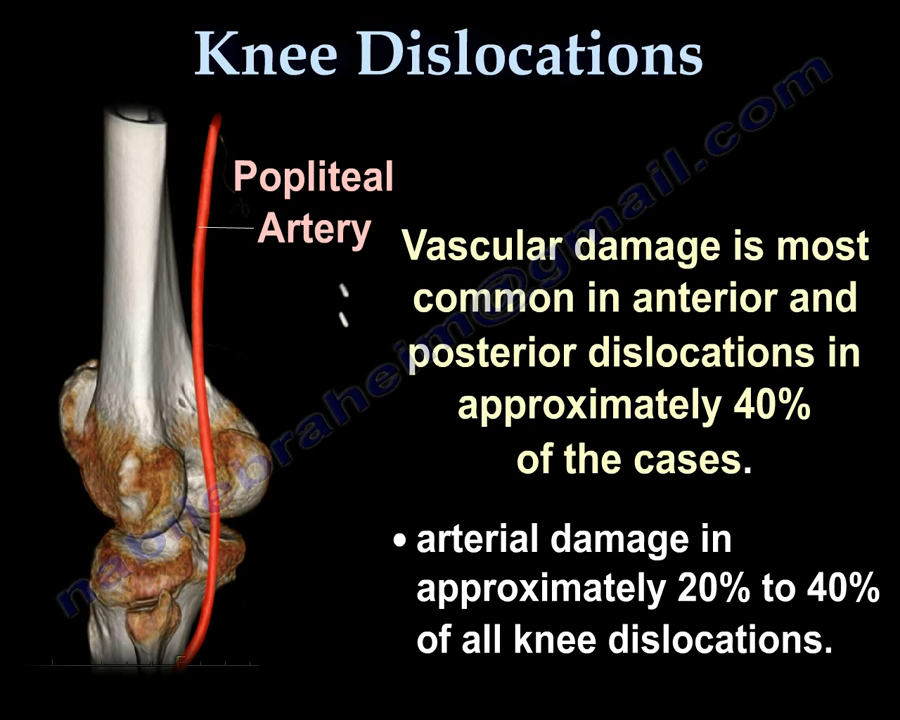 Knee Dislocations
Popliteal
Artery
Vascular damage is most
common in anterior and
posterior dislocations in
approximately 40%
of the cases.
• arterial damage in
approximately 20% to 40%
of all knee dislocations.
nabilebraheim@gmail.com